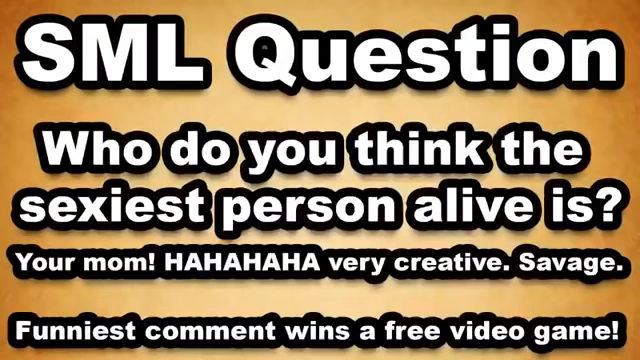 SML Question
Who do you think the
sexiest person alive is?
Your mom! HAHAHAHA very creative. Savage.
Funniest comment wins a free video game!